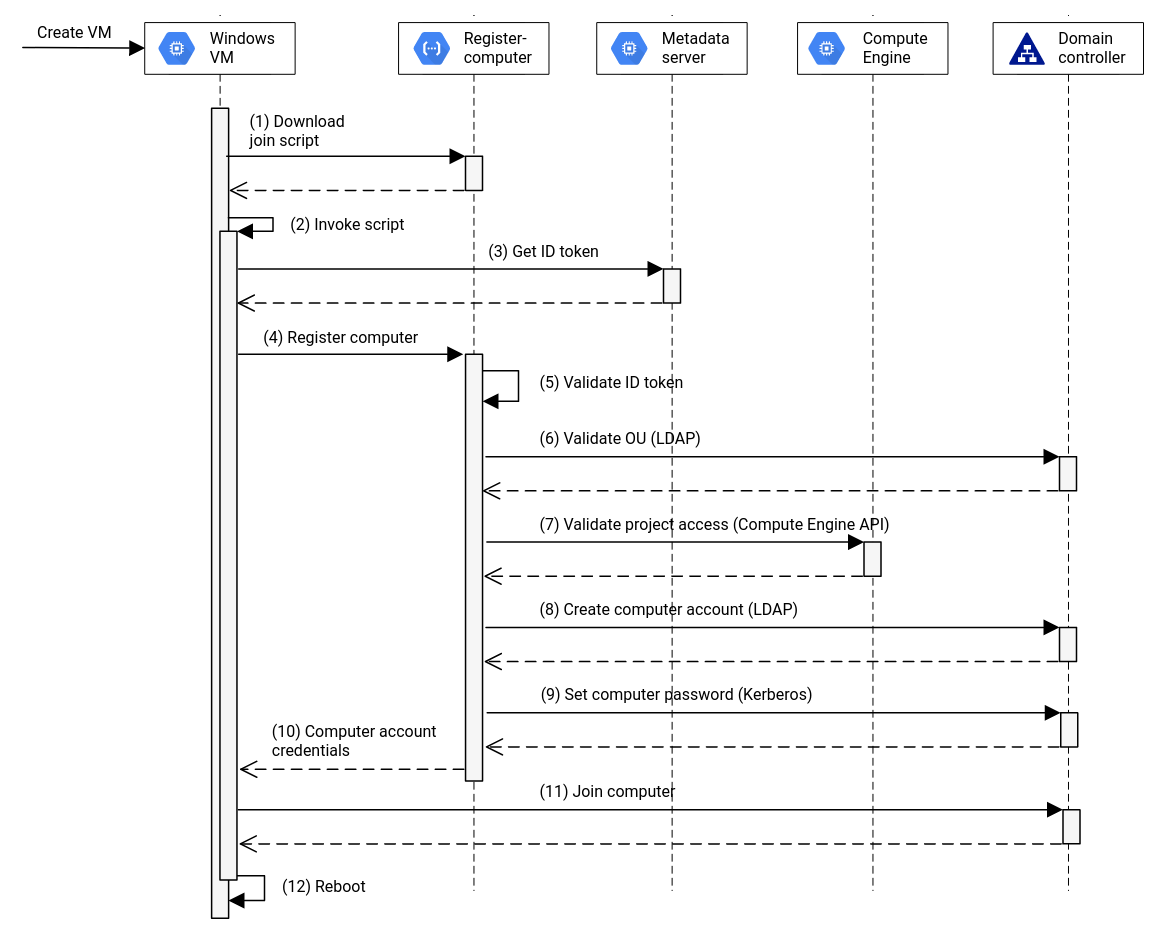 Create VM
Windows
VM
Register-
computer
Metadata
server
Compute
Engine
Domain
controller
(1) Download
join script
(2) Invoke script
(3) Get ID token
(4) Register computer
(5) Validate ID token
(6) Validate OU (LDAP)
(7) Validate project access (Compute Engine API)
(8) Create computer account (LDAP)
(9) Set computer password (Kerberos)
(10) Computer account
credentials
(11) Join computer
(12) Reboot